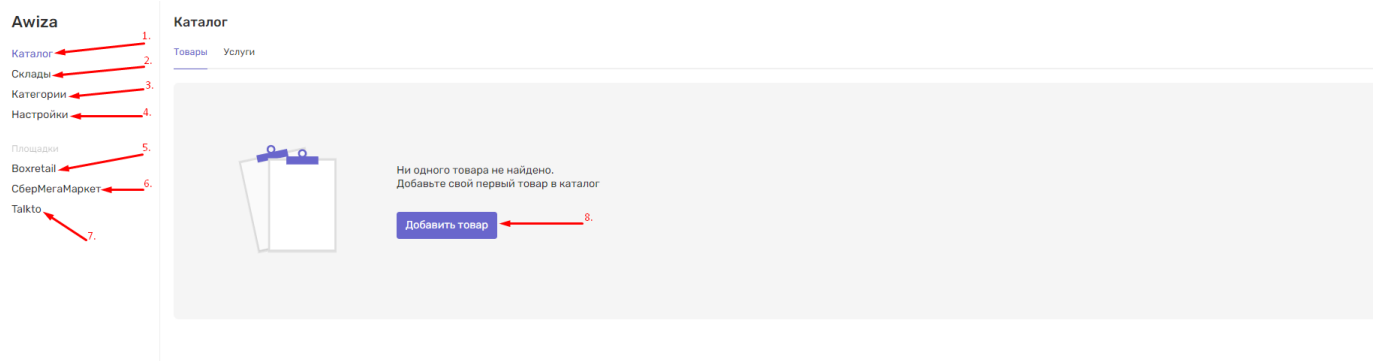 Awiza
Каталог
1.
Склады
2.
Категории
3.
Настройки
4.
Площадки
Boxretail
5.
СберМегаМаркет
6.
Talkto
7.
Каталог
Товары Услуги
Ни одного товара не найдено.
Добавьте свой первый товар в каталог
Добавить товар
8.